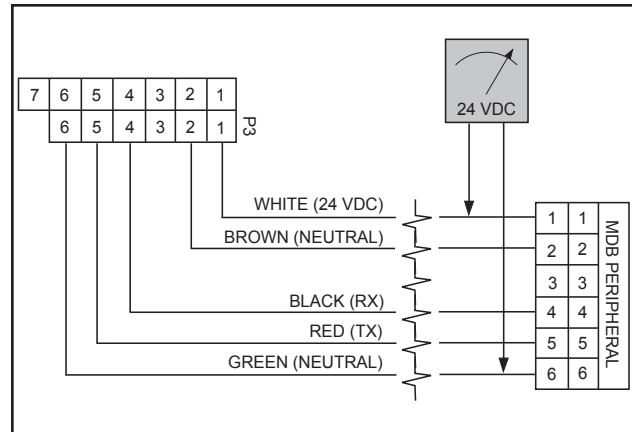 24 VDC
7 6 5 4 3 2 1
6 5 4 3 2 1
P3
WHITE (24 VDC)
BROWN (NEUTRAL)
BLACK (RX)
RED (TX)
GREEN (NEUTRAL)
1 1
2 2
3 3
4 4
5 5
6 6
MDB PERIPHERAL